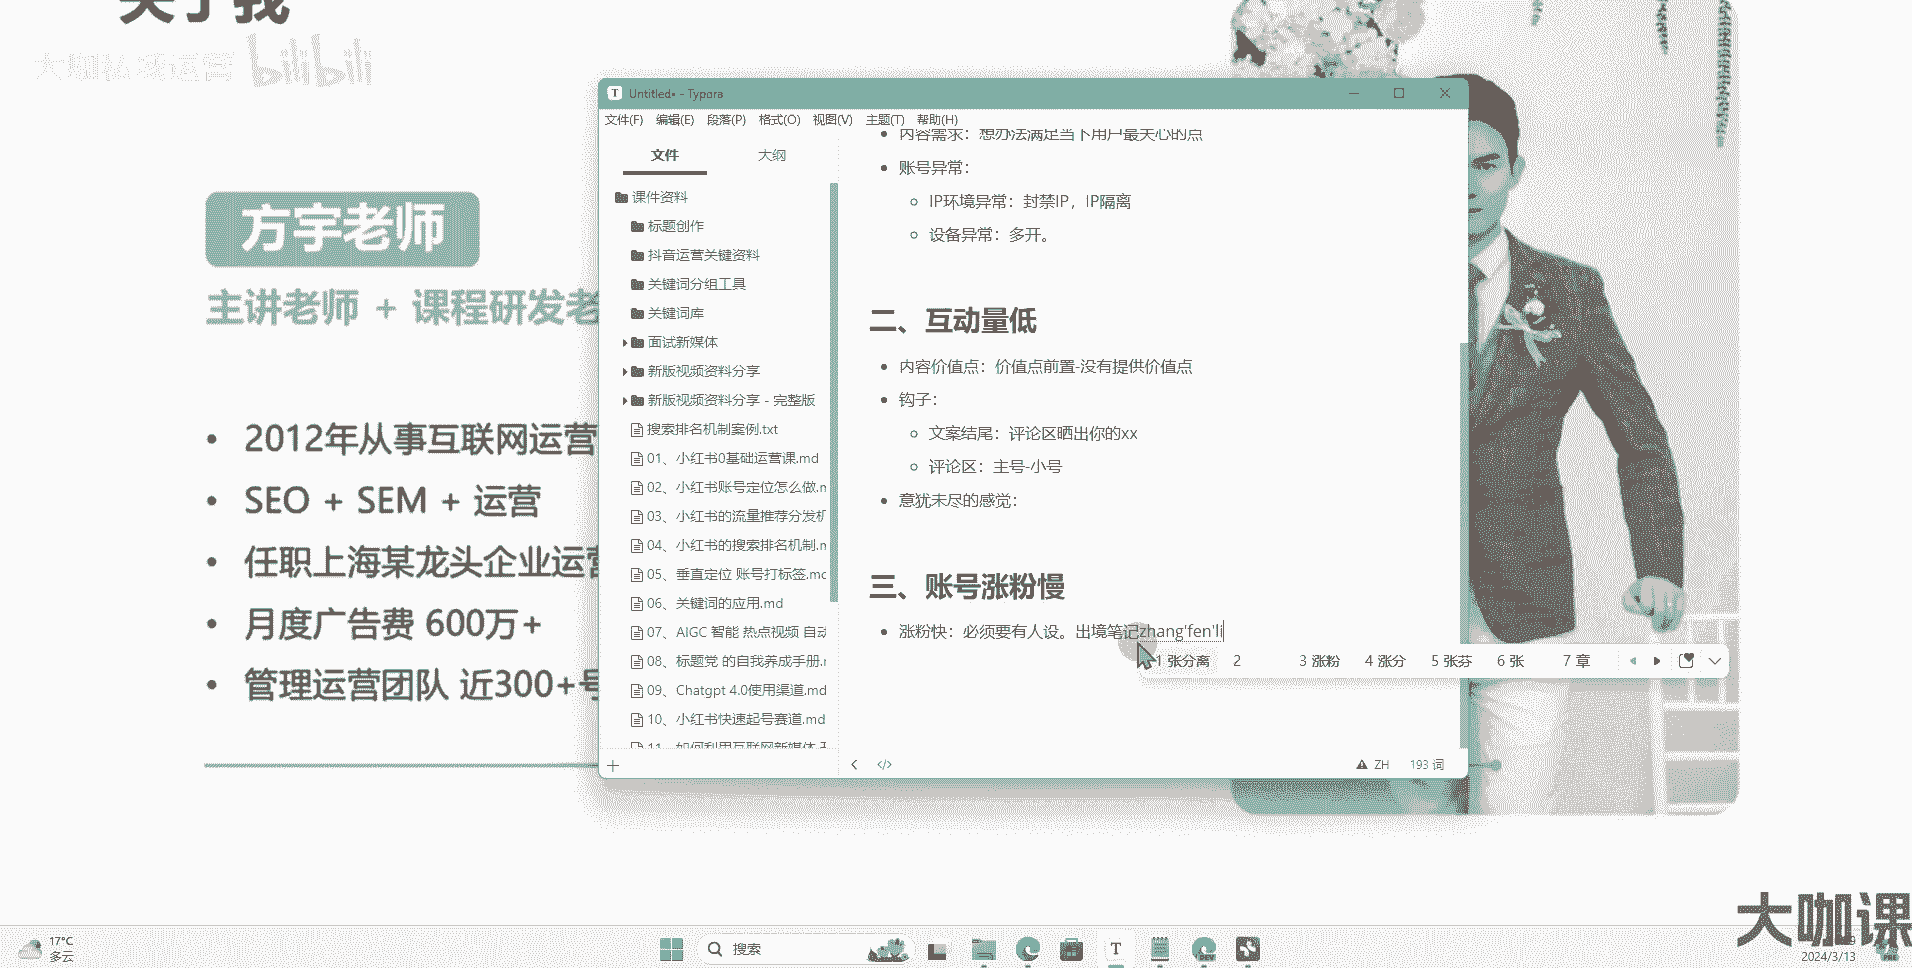 关于我
大咖私域运营 bilibili
方宇老师
主讲老师 + 课程研发老
2012年从事互联网运营
SEO + SEM + 运营
任职上海某龙头企业运营
月度广告费 600万+
管理运营团队 近300+号
Untitled• - Typora
文件(F) 编辑(E) 段落(P) 格式(O) 视图(V) 主题(T) 帮助(H)
文件 大纲
课件资料
标题创作
抖音运营关键资料
关键词分组工具
关键词库
面试新媒体
新版视频资料分享
新版视频资料分享 - 完整版
搜索排名机制案例.txt
01、小红书0基础运营课.md
02、小红书账号定位怎么做.m
03、小红书的流量推荐分发机
04、小红书的搜索排名机制.m
05、垂直定位 账号打标签.mc
06、关键词的应用.md
07、AIGC 智能 热点视频 自动
08、标题党 的自我养成手册.r
09、Chatgpt 4.0使用渠道.md
10、小红书快速起号赛道.md
11、如何利用互联网新媒体
内容需求：想办法满足当下用户最关心的点
账号异常：
IP环境异常：封禁IP，IP隔离
设备异常：多开。
二、互动量低
内容价值点：价值点前置-没有提供价值点
钩子：
文案结尾：评论区晒出你的xx
评论区：主号-小号
意犹未尽的感觉：
三、账号涨粉慢
涨粉快：必须要有人设。出境笔记zhang'fen'li
1 张分离 2 3 涨粉 4 涨分 5 张芬 6 张 7 章
ZH 193 词
17°C
多云
搜索
2024/3/13
大咖课